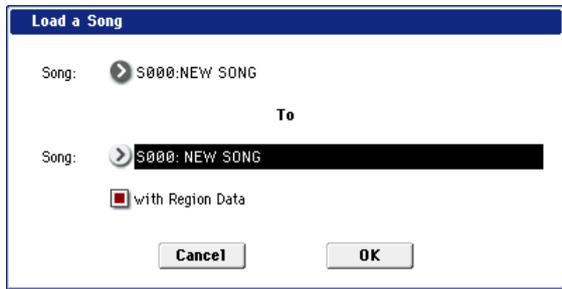 Load a Song
Song: S000:NEW SONG
To
Song: S000: NEW SONG
with Region Data
Cancel OK